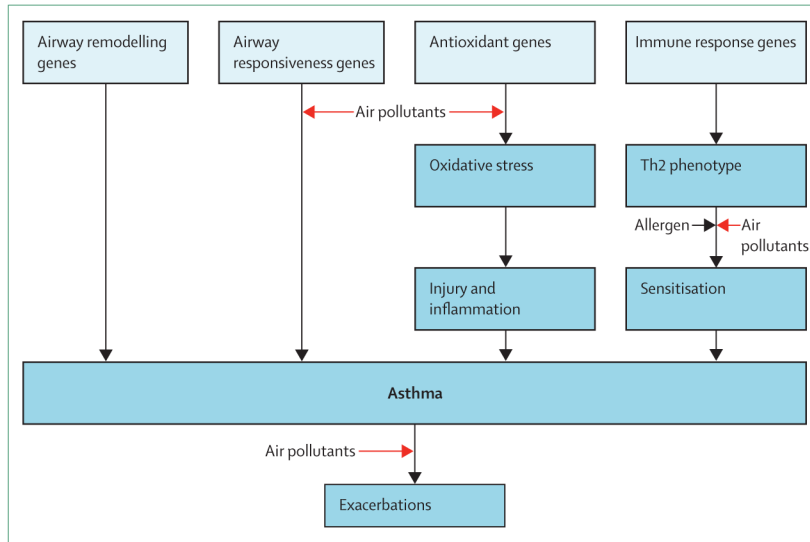 Airway remodelling
genes
Airway
responsiveness genes
Antioxidant genes
Immune response genes
Air pollutants
Oxidative stress
Th2 phenotype
Allergen
Air
pollutants
Injury and
inflammation
Sensitisation
Asthma
Air pollutants
Exacerbations